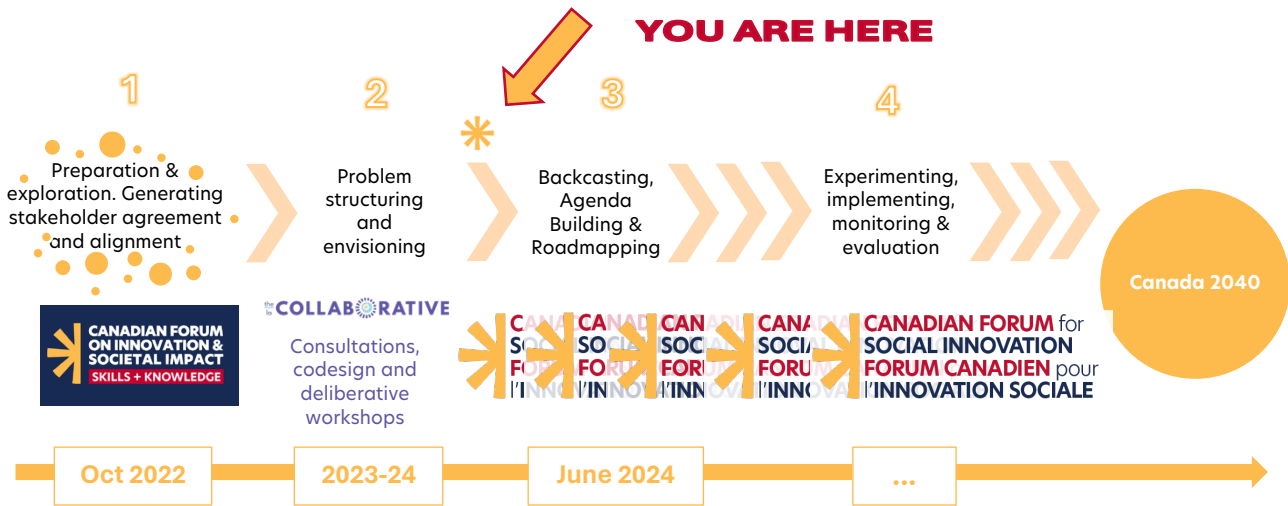 YOU ARE HERE
1
2
3
4
Preparation &
exploration. Generating
stakeholder agreement
and alignment
Problem
structuring
and
envisioning
Backcasting,
Agenda
Building &
Roadmapping
Experimenting,
implementing,
monitoring &
evaluation
Canada 2040
CANADIAN FORUM
ON INNOVATION &
SOCIETAL IMPACT
SKILLS + KNOWLEDGE
the COLLABORATIVE
Consultations,
codesign and
deliberative
workshops
CANADIAN FORUM for
SOCIAL INNOVATION
FORUM CANADIEN pour
l'INNOVATION SOCIALE
Oct 2022
2023-24
June 2024
...